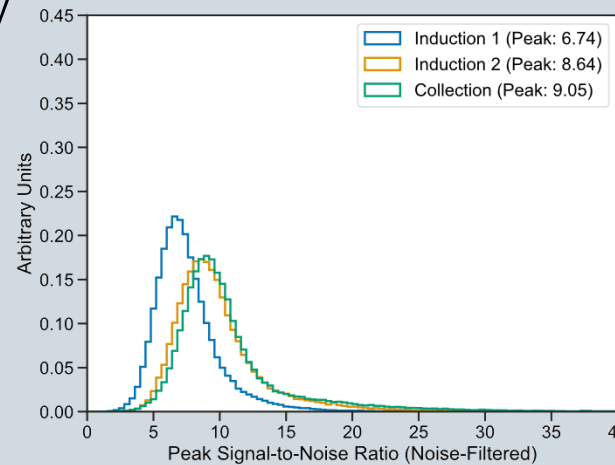 0.45
Induction 1 (Peak: 6.74)
Induction 2 (Peak: 8.64)
Collection (Peak: 9.05)
0.40
0.35
0.30
0.25
0.20
0.15
0.10
0.05
0.00
Arbitrary Units
0 5 10 15 20 25 30 35
Peak Signal-to-Noise Ratio (Noise-Filtered)